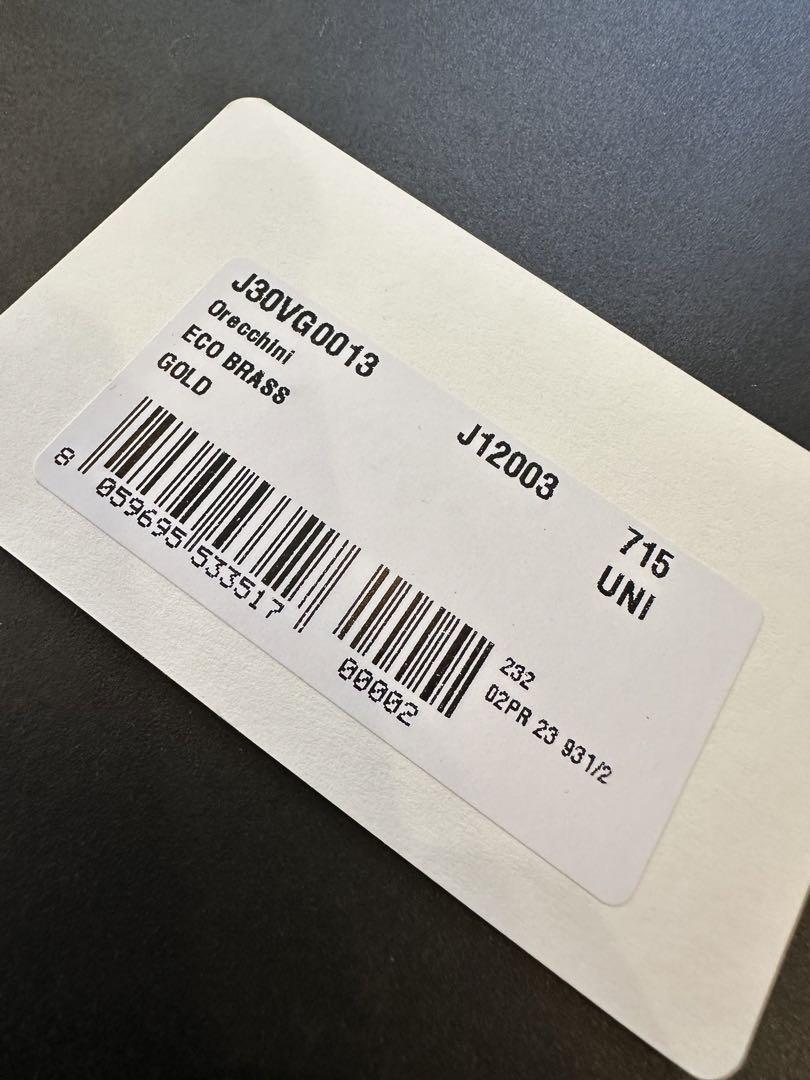 J30VG0013 J12003 715
Orecchini UNI
ECO BRASS
GOLD
8 059695 533517 00002
232
02PR 23 931/2